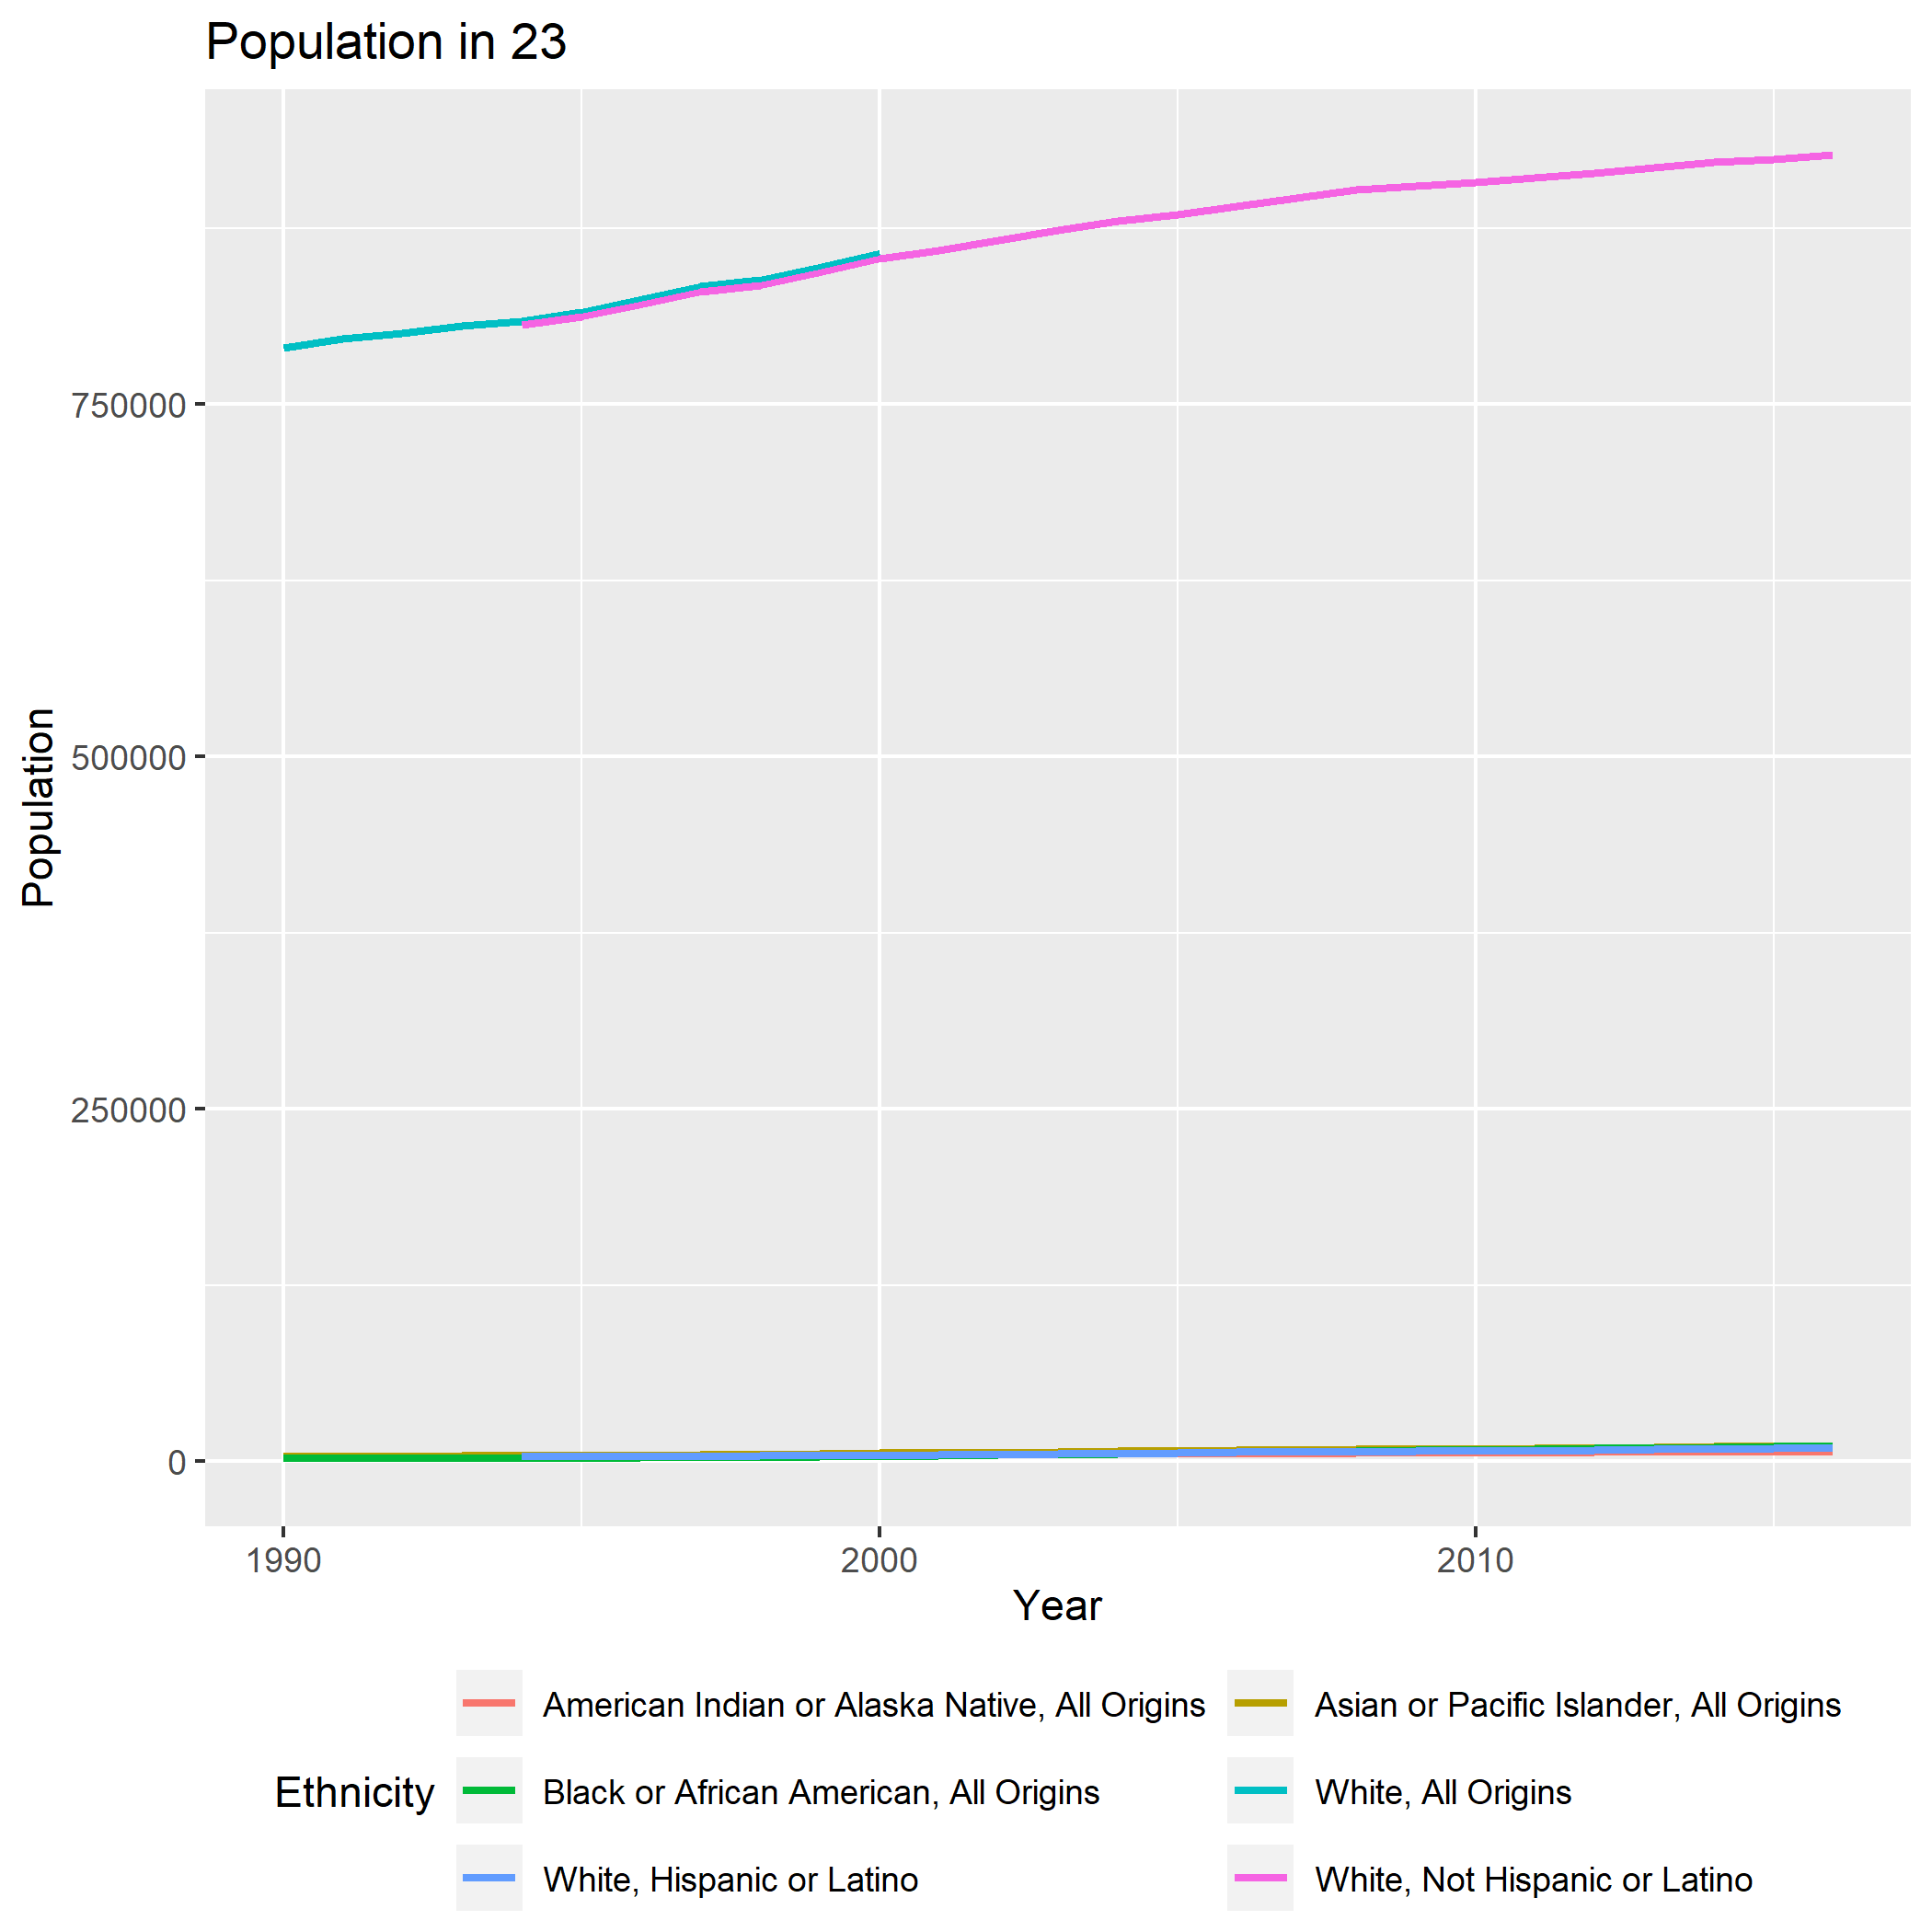 Population in 23
Population
750000
500000
250000
0
1990 2000 2010
Year
Ethnicity
American Indian or Alaska Native, All Origins
Asian or Pacific Islander, All Origins
Black or African American, All Origins
White, All Origins
White, Hispanic or Latino
White, Not Hispanic or Latino